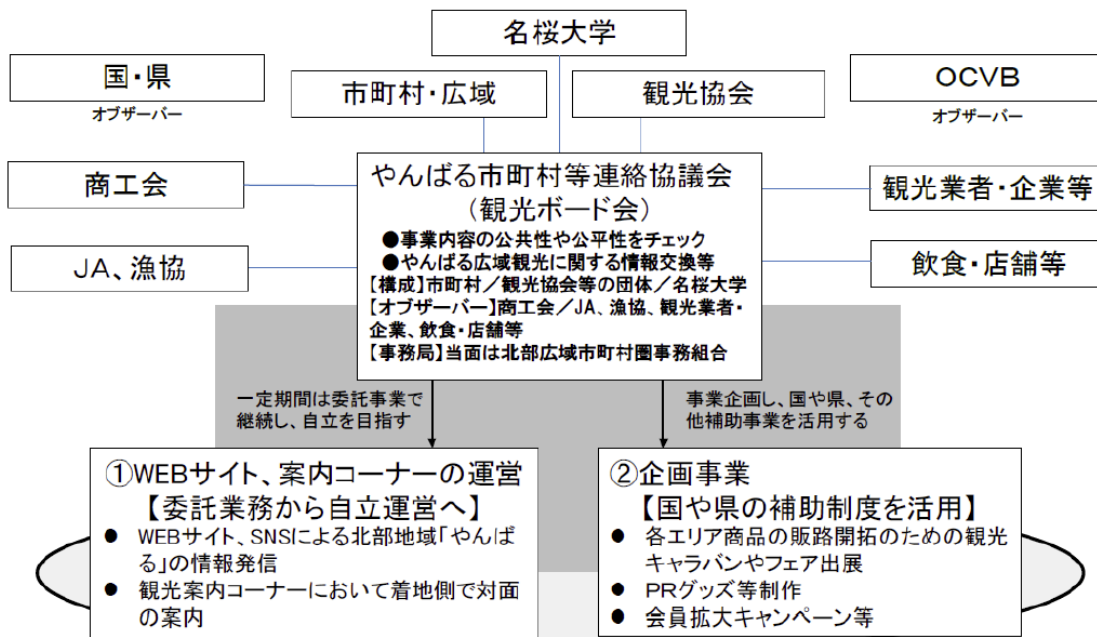 名桜大学
国・県
オブザーバー
市町村・広域
観光協会
OCVB
オブザーバー
商工会
JA、漁協
観光業者・企業等
飲食・店舗等
やんばる市町村等連絡協議会
（観光ボード会）
●事業内容の公共性や公平性をチェック
●やんばる広域観光に関する情報交換等
【構成】市町村／観光協会等の団体／名桜大学
【オブザーバー】商工会／JA、漁協、観光業者・
企業、飲食・店舗等
【事務局】当面は北部広域市町村圏事務組合
一定期間は委託事業で
継続し、自立を目指す
事業企画し、国や県、その
他補助事業を活用する
①WEBサイト、案内コーナーの運営
【委託業務から自立運営へ】
● WEBサイト、SNSによる北部地域「やんば
る」の情報発信
● 観光案内コーナーにおいて着地側で対面
の案内
②企画事業
【国や県の補助制度を活用】
● 各エリア商品の販路開拓のための観光
キャラバンやフェア出展
● PRグッズ等制作
● 会員拡大キャンペーン等